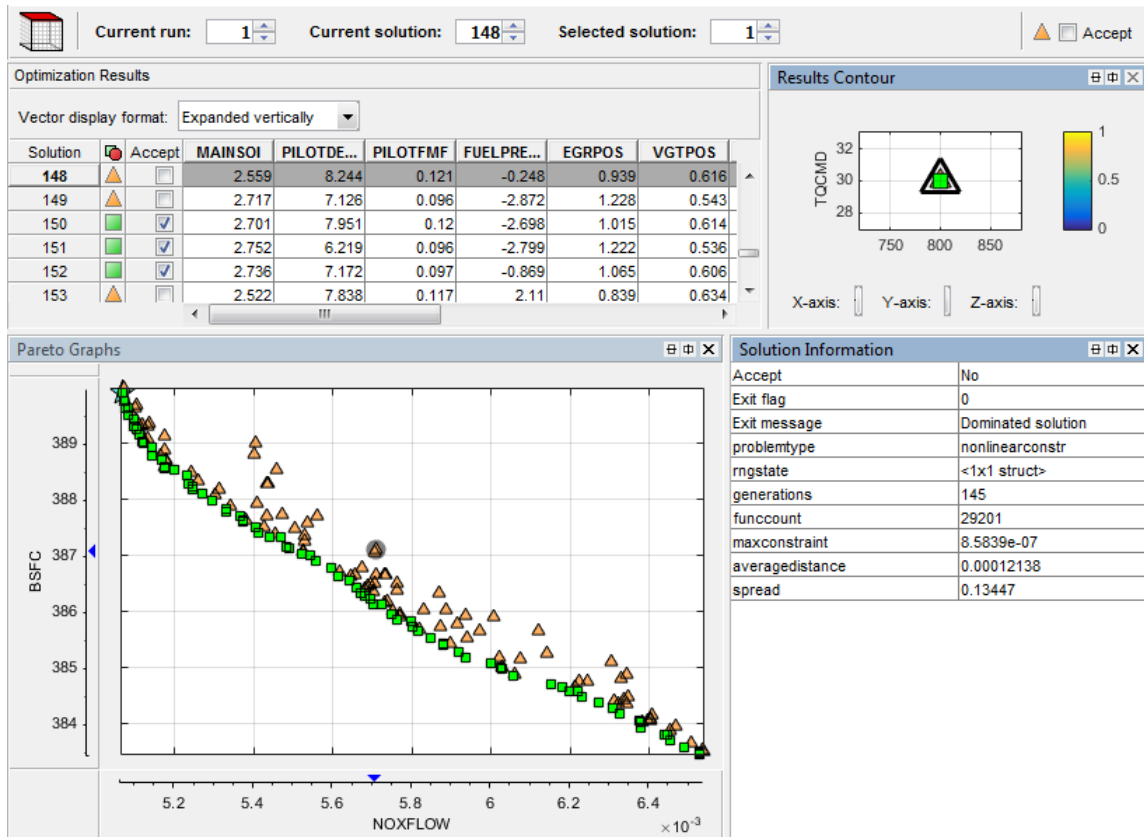 Current run: 1 Current solution: 148 Selected solution: 1 Accept
Optimization Results
Vector display format: Expanded vertically
Solution Accept MAINSOI PILOTDE... PILOTFMF FUELPRE... EGRPOS VGTPOS
148 2.559 8.244 0.121 -0.248 0.939 0.616
149 2.717 7.126 0.096 -2.872 1.228 0.543
150 2.701 7.951 0.12 -2.698 1.015 0.614
151 2.752 6.219 0.096 -2.799 1.222 0.536
152 2.736 7.172 0.097 -0.869 1.065 0.606
153 2.522 7.838 0.117 2.11 0.839 0.634
Results Contour
TQCMD
32
30
28
750 800 850
1
0.5
0
X-axis: Y-axis: Z-axis:
Pareto Graphs
BSFC
389
388
387
386
385
384
5.2 5.4 5.6 5.8 6 6.2 6.4
NOXFLOW
×10⁻³
Solution Information
Accept No
Exit flag 0
Exit message Dominated solution
problemtype nonlinearconstr
rngstate <1x1 struct>
generations 145
funccount 29201
maxconstraint 8.5839e-07
averagedistance 0.00012138
spread 0.13447